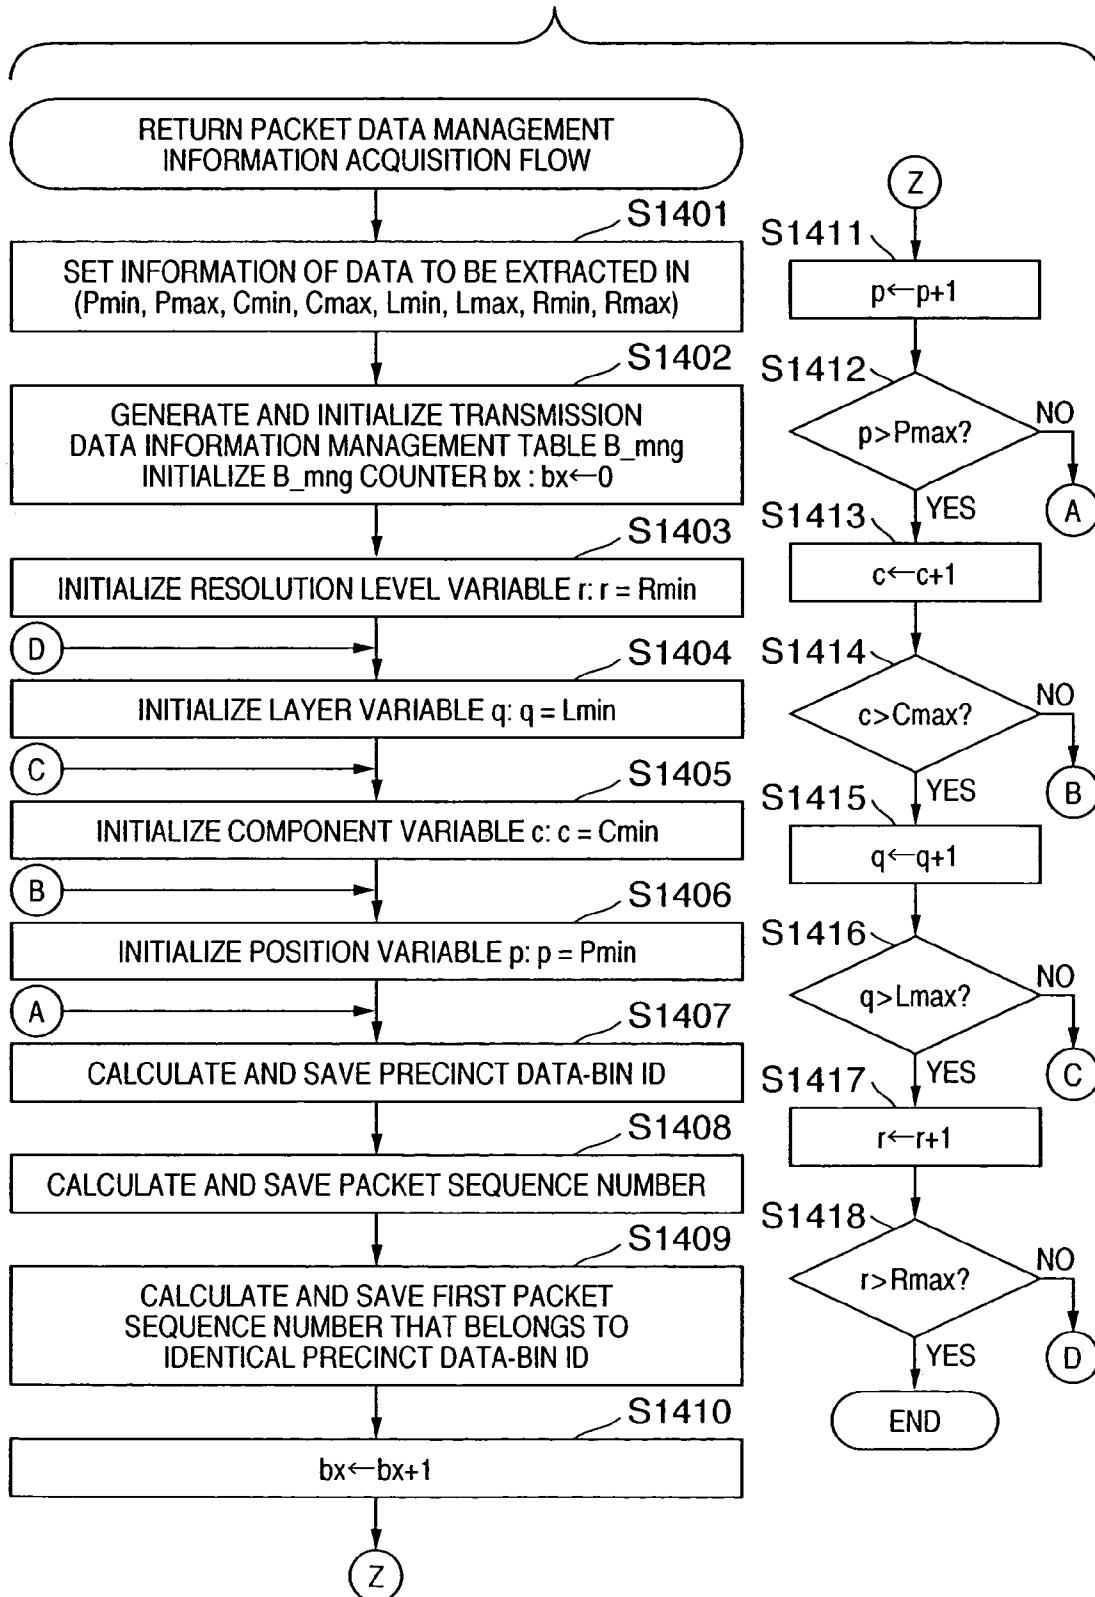 RETURN PACKET DATA MANAGEMENT
INFORMATION ACQUISITION FLOW
S1401
SET INFORMATION OF DATA TO BE EXTRACTED IN
(Pmin, Pmax, Cmin, Cmax, Lmin, Lmax, Rmin, Rmax)
S1402
GENERATE AND INITIALIZE TRANSMISSION
DATA INFORMATION MANAGEMENT TABLE B_mng
INITIALIZE B_mng COUNTER bx : bx←0
S1403
INITIALIZE RESOLUTION LEVEL VARIABLE r: r = Rmin
D
S1404
INITIALIZE LAYER VARIABLE q: q = Lmin
C
S1405
INITIALIZE COMPONENT VARIABLE c: c = Cmin
B
S1406
INITIALIZE POSITION VARIABLE p: p = Pmin
A
S1407
CALCULATE AND SAVE PRECINCT DATA-BIN ID
S1408
CALCULATE AND SAVE PACKET SEQUENCE NUMBER
S1409
CALCULATE AND SAVE FIRST PACKET
SEQUENCE NUMBER THAT BELONGS TO
IDENTICAL PRECINCT DATA-BIN ID
S1410
bx←bx+1
Z
Z
S1411
p←p+1
S1412
p>Pmax?
NO
A
YES
S1413
c←c+1
S1414
c>Cmax?
NO
B
YES
S1415
q←q+1
S1416
q>Lmax?
NO
C
YES
S1417
r←r+1
S1418
r>Rmax?
NO
D
YES
END